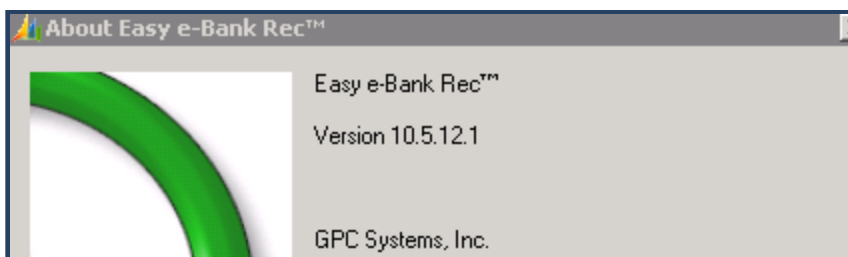 About Easy e-Bank Rec™
Easy e-Bank Rec™
Version 10.5.12.1
GPC Systems, Inc.